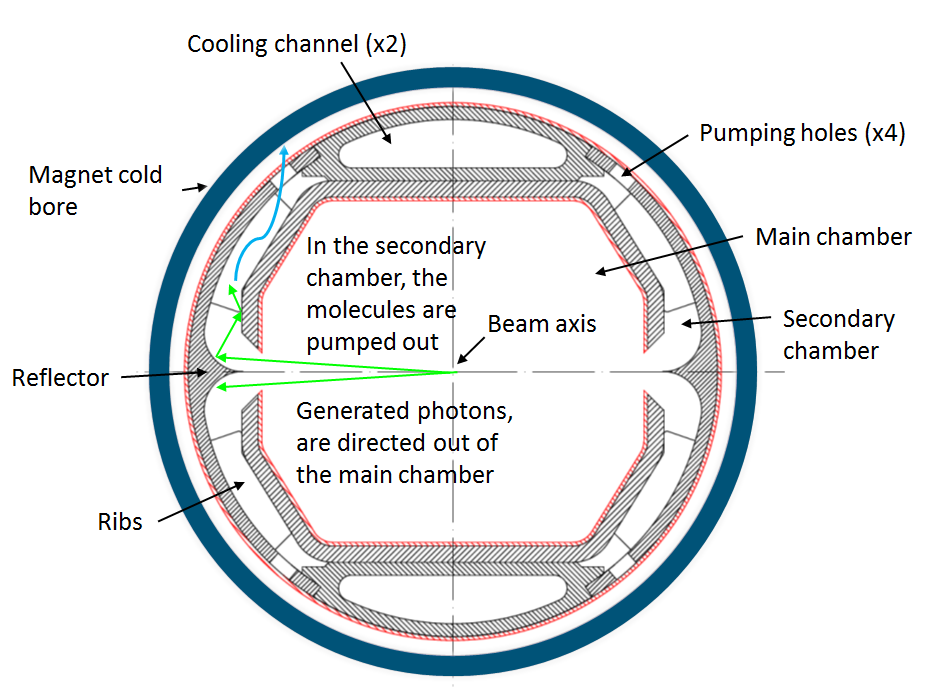 Cooling channel (x2)
Pumping holes (x4)
Magnet cold
bore
Main chamber
In the secondary
chamber, the
molecules are
pumped out
Beam axis
Secondary
chamber
Reflector
Generated photons,
are directed out of
the main chamber
Ribs